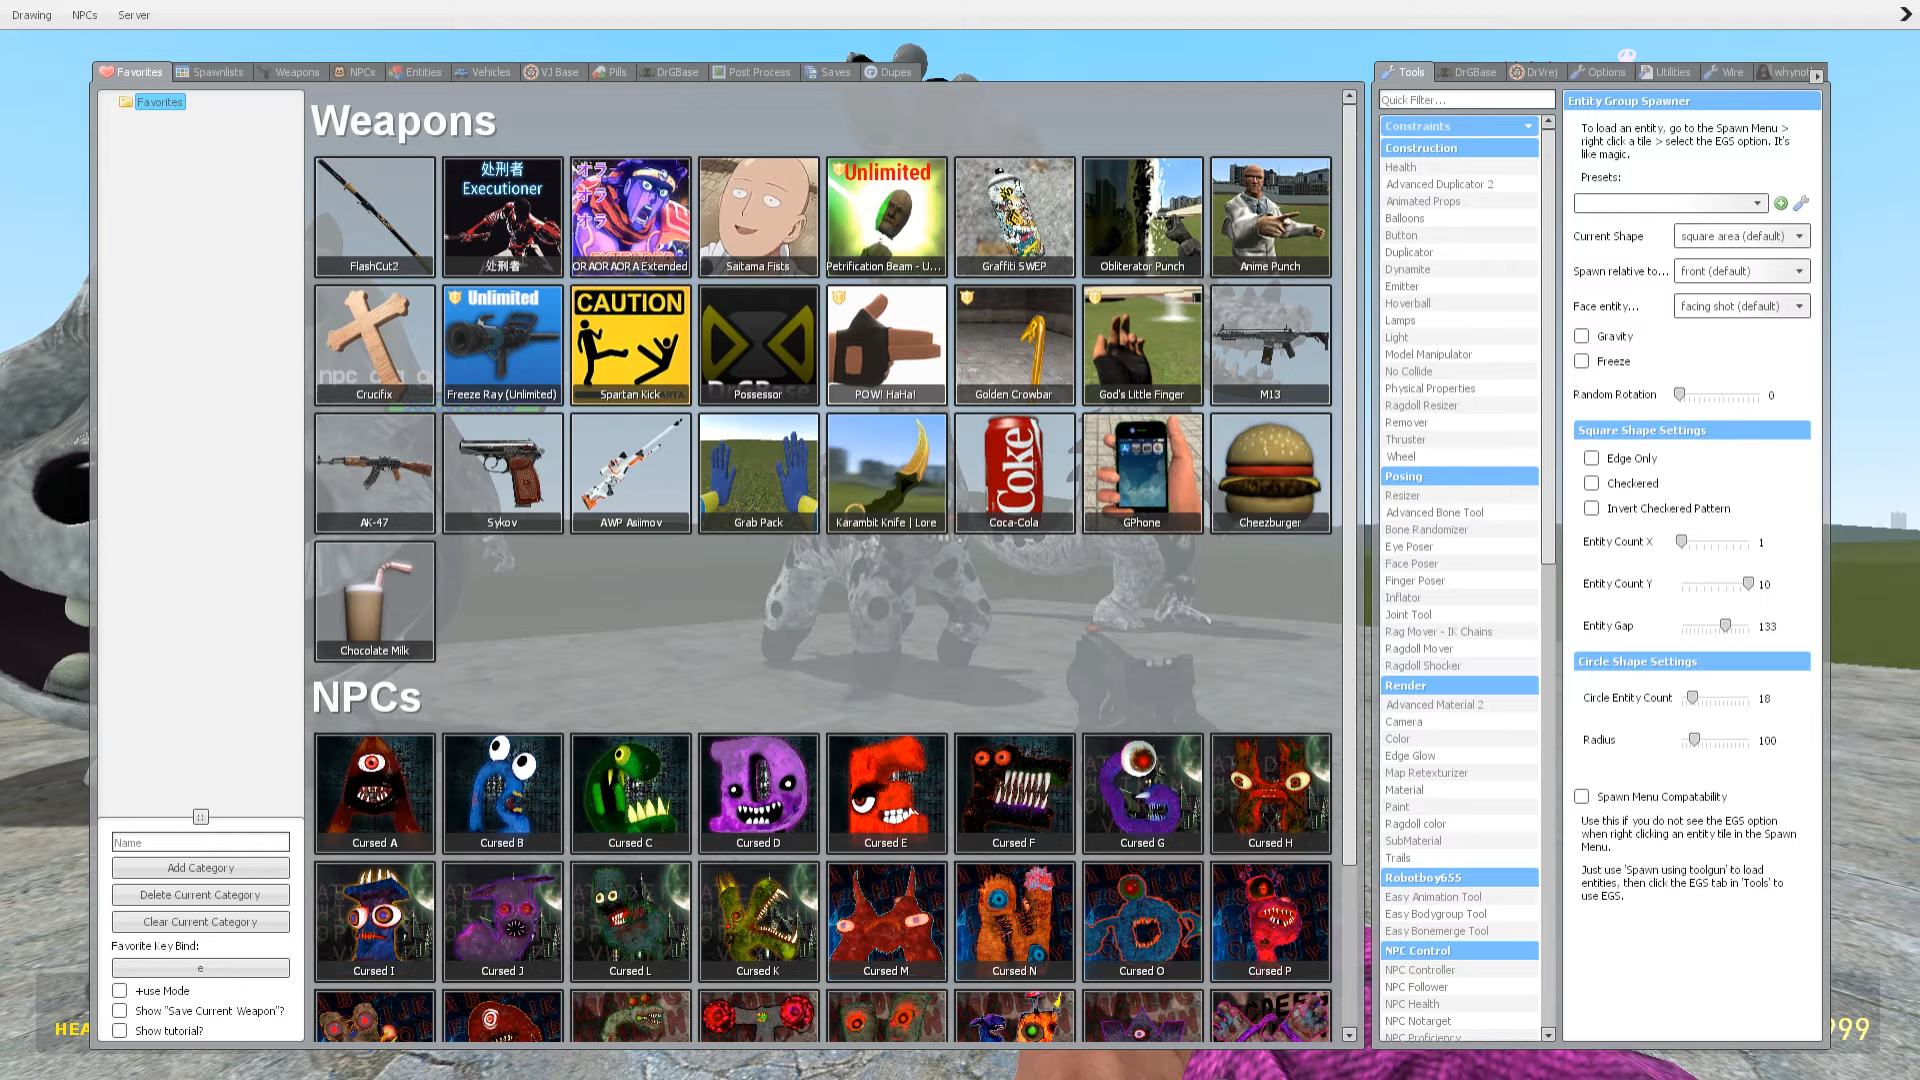 Drawing NPCs Server
Favorites Spawnlists Weapons NPCs Entities Vehicles VJ Base Pills DrGBase Post Process Saves Dupes
Favorites
Weapons
处刑者
Executioner
オラ
オラ
オラ
Unlimited
FlashCut2
处刑者
ORAORAORA Extended
Saitama Fists
Petrification Beam - U...
Graffiti SWEP
Obliterator Punch
Anime Punch
Unlimited
CAUTION
Crucifix
Freeze Ray (Unlimited)
Spartan Kick
Possessor
POW! HaHa!
Golden Crowbar
God's Little Finger
M13
Coke
AK-47
Sykov
AWP Asiimov
Grab Pack
Karambit Knife | Lore
Coca-Cola
GPhone
Cheezburger
Chocolate Milk
NPCs
Cursed A
Cursed B
Cursed C
Cursed D
Cursed E
Cursed F
Cursed G
Cursed H
Cursed I
Cursed J
Cursed L
Cursed K
Cursed M
Cursed N
Cursed O
Cursed P
Name
Add Category
Delete Current Category
Clear Current Category
Favorite Key Bind:
e
+use Mode
Show "Save Current Weapon"?
Show tutorial?
HEA
999
Tools DrGBase DrVrej Options Utilities Wire whynot
Quick Filter...
Constraints
Construction
Health
Advanced Duplicator 2
Animated Props
Balloons
Button
Duplicator
Dynamite
Emitter
Hoverball
Lamps
Light
Model Manipulator
No Collide
Physical Properties
Ragdoll Resizer
Remover
Thruster
Wheel
Posing
Resizer
Advanced Bone Tool
Bone Randomizer
Eye Poser
Face Poser
Finger Poser
Inflator
Joint Tool
Rag Mover - IK Chains
Ragdoll Mover
Ragdoll Shocker
Render
Advanced Material 2
Camera
Color
Edge Glow
Map Retexturizer
Material
Paint
Ragdoll color
SubMaterial
Trails
Robotboy655
Easy Animation Tool
Easy Bodygroup Tool
Easy Bonemerge Tool
NPC Control
NPC Controller
NPC Follower
NPC Health
NPC Notarget
NPC Proficiency
Entity Group Spawner
To load an entity, go to the Spawn Menu >
right click a tile > select the EGS option. It's
like magic.
Presets:
Current Shape square area (default)
Spawn relative to... front (default)
Face entity... facing shot (default)
Gravity
Freeze
Random Rotation 0
Square Shape Settings
Edge Only
Checkered
Invert Checkered Pattern
Entity Count X 1
Entity Count Y 10
Entity Gap 133
Circle Shape Settings
Circle Entity Count 18
Radius 100
Spawn Menu Compatability
Use this if you do not see the EGS option
when right clicking an entity tile in the Spawn
Menu.
Just use 'Spawn using toolgun' to load
entities, then click the EGS tab in 'Tools' to
use EGS.